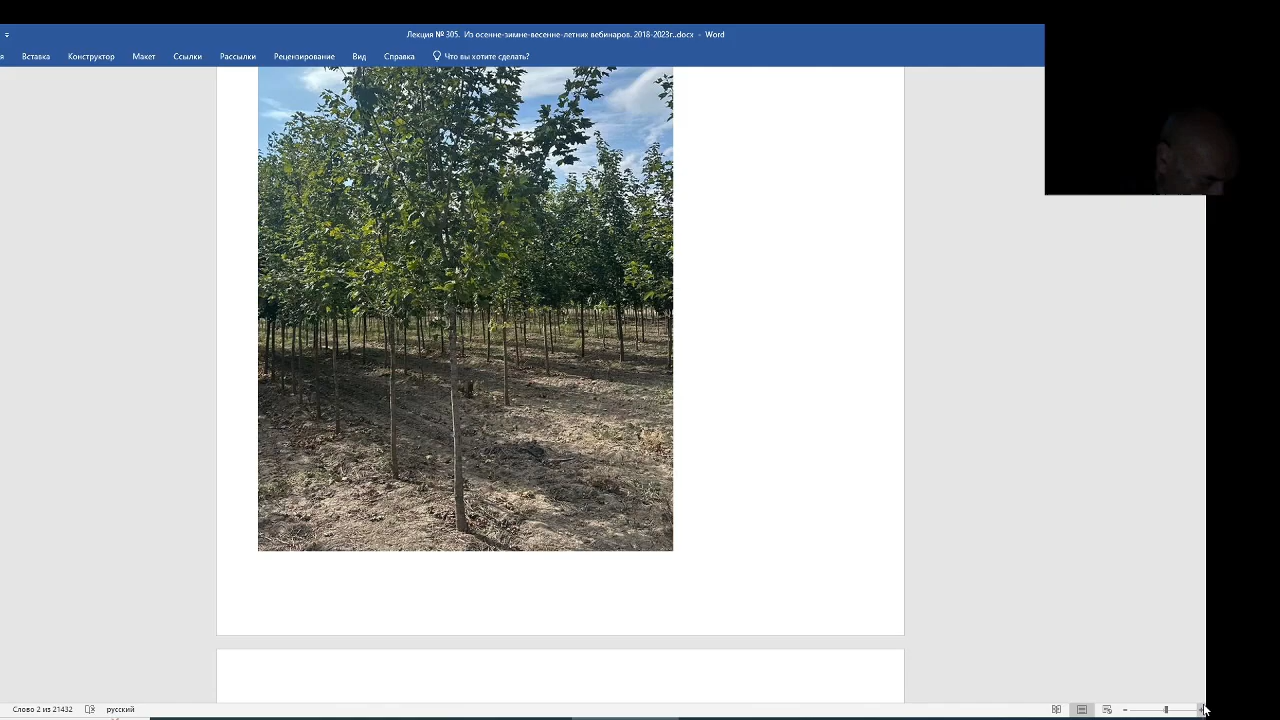 Лекция № 305. Из осенне-зимне-весенне-летних вебинаров. 2018-2023г..docx - Word
я Вставка Конструктор Макет Ссылки Рассылки Рецензирование Вид Справка Что вы хотите сделать?
Слово 2 из 21432 русский